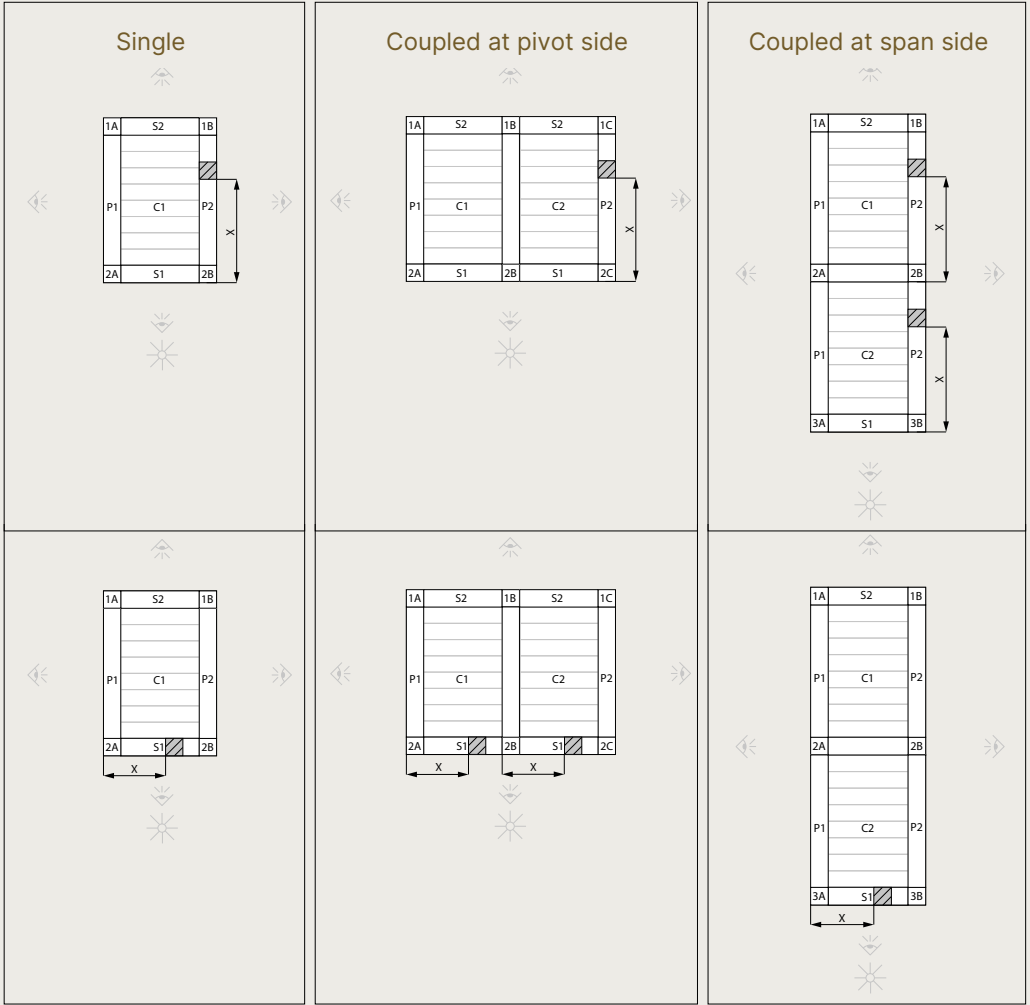 Single
1A S2 1B
P1 C1 P2
X
2A S1 2B
Coupled at pivot side
1A S2 1B S2 1C
P1 C1 C2 P2
X
2A S1 2B S1 2C
Coupled at span side
1A S2 1B
P1 C1 P2
X
2A 2B
P1 C2 P2
X
3A S1 3B
1A S2 1B
P1 C1 P2
2A S1 2B
X
1A S2 1B S2 1C
P1 C1 C2 P2
2A S1 2B S1 2C
X X
1A S2 1B
P1 C1 P2
2A 2B
P1 C2 P2
3A S1 3B
X